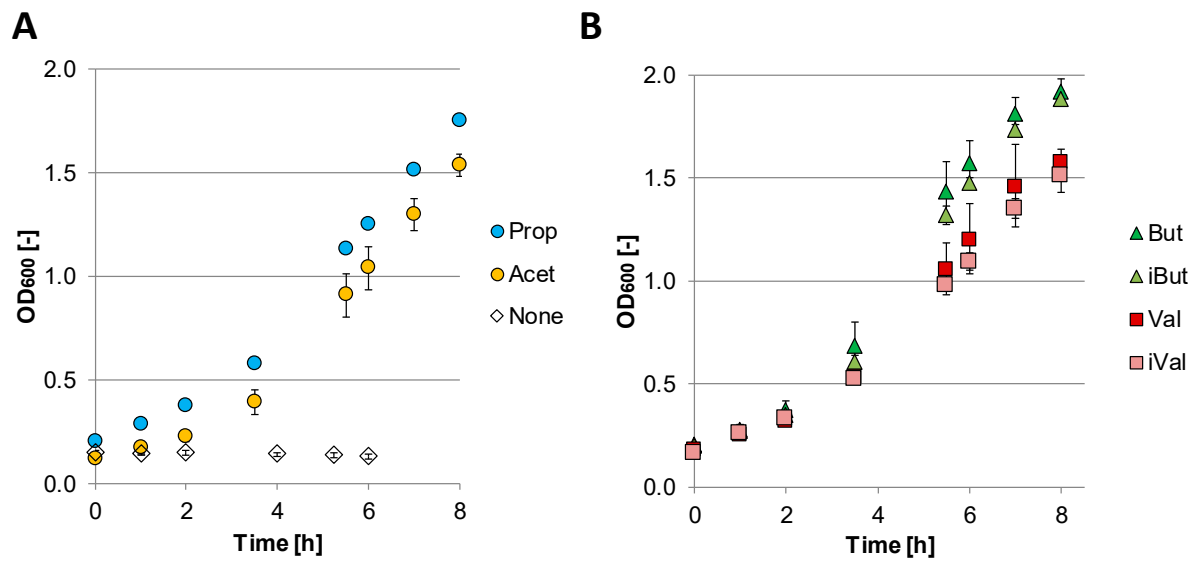 A
2.0
1.5
1.0
0.5
0.0
OD600 [-]
0 2 4 6 8
Time [h]
Prop
Acet
None
B
2.0
1.5
1.0
0.5
0.0
OD600 [-]
0 2 4 6 8
Time [h]
But
iBut
Val
iVal